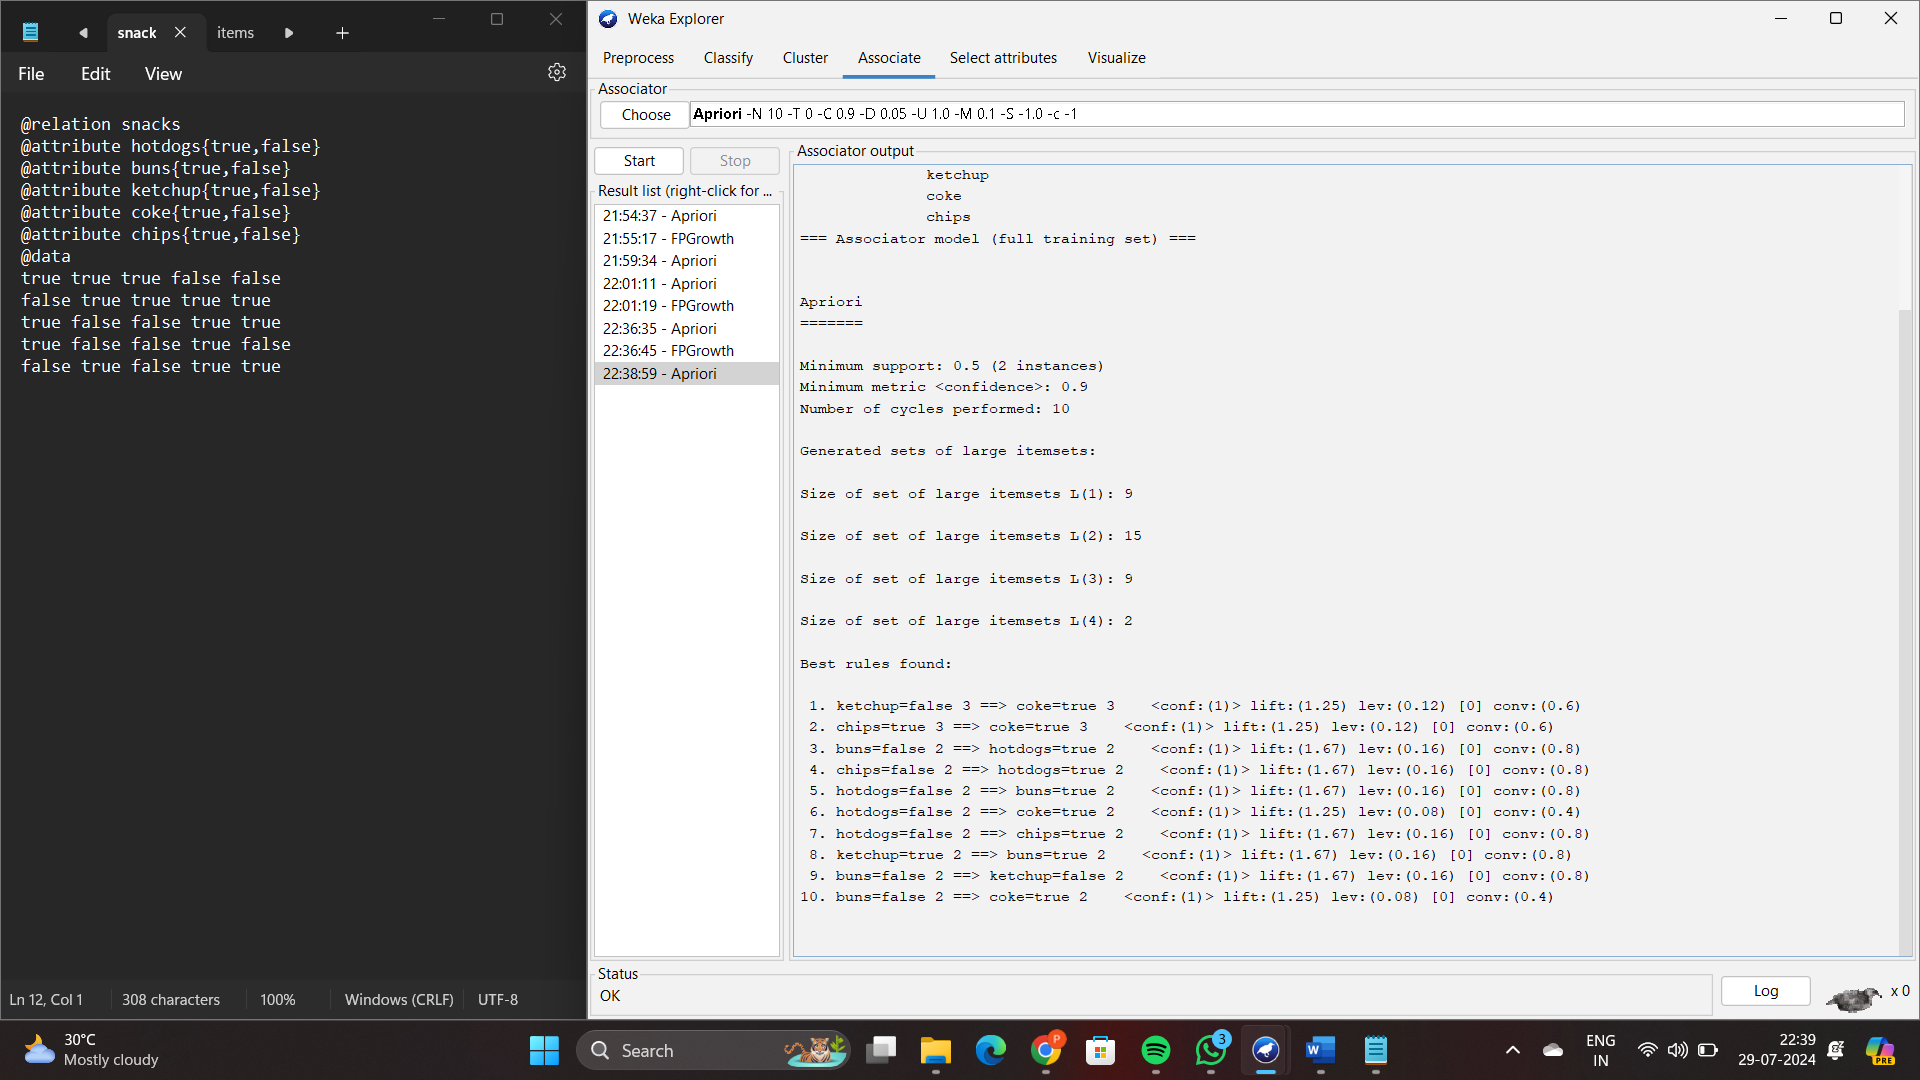 snack
items
File
Edit
View
@relation snacks
@attribute hotdogs{true,false}
@attribute buns{true,false}
@attribute ketchup{true,false}
@attribute coke{true,false}
@attribute chips{true,false}
@data
true true true false false
false true true true true
true false false true true
true false false true false
false true false true true
Ln 12, Col 1
308 characters
100%
Windows (CRLF)
UTF-8
Weka Explorer
Preprocess
Classify
Cluster
Associate
Select attributes
Visualize
Associator
Choose
Apriori -N 10 -T 0 -C 0.9 -D 0.05 -U 1.0 -M 0.1 -S -1.0 -c -1
Start
Stop
Result list (right-click for ...
21:54:37 - Apriori
21:55:17 - FPGrowth
21:59:34 - Apriori
22:01:11 - Apriori
22:01:19 - FPGrowth
22:36:35 - Apriori
22:36:45 - FPGrowth
22:38:59 - Apriori
Associator output
ketchup
coke
chips
=== Associator model (full training set) ===
Apriori
=======
Minimum support: 0.5 (2 instances)
Minimum metric <confidence>: 0.9
Number of cycles performed: 10
Generated sets of large itemsets:
Size of set of large itemsets L(1): 9
Size of set of large itemsets L(2): 15
Size of set of large itemsets L(3): 9
Size of set of large itemsets L(4): 2
Best rules found:
1. ketchup=false 3 ==> coke=true 3 <conf:(1)> lift:(1.25) lev:(0.12) [0] conv:(0.6)
2. chips=true 3 ==> coke=true 3 <conf:(1)> lift:(1.25) lev:(0.12) [0] conv:(0.6)
3. buns=false 2 ==> hotdogs=true 2 <conf:(1)> lift:(1.67) lev:(0.16) [0] conv:(0.8)
4. chips=false 2 ==> hotdogs=true 2 <conf:(1)> lift:(1.67) lev:(0.16) [0] conv:(0.8)
5. hotdogs=false 2 ==> buns=true 2 <conf:(1)> lift:(1.67) lev:(0.16) [0] conv:(0.8)
6. hotdogs=false 2 ==> coke=true 2 <conf:(1)> lift:(1.25) lev:(0.08) [0] conv:(0.4)
7. hotdogs=false 2 ==> chips=true 2 <conf:(1)> lift:(1.67) lev:(0.16) [0] conv:(0.8)
8. ketchup=true 2 ==> buns=true 2 <conf:(1)> lift:(1.67) lev:(0.16) [0] conv:(0.8)
9. buns=false 2 ==> ketchup=false 2 <conf:(1)> lift:(1.67) lev:(0.16) [0] conv:(0.8)
10. buns=false 2 ==> coke=true 2 <conf:(1)> lift:(1.25) lev:(0.08) [0] conv:(0.4)
Status
OK
Log
x 0
30°C
Mostly cloudy
Search
P
3
W
ENG
IN
22:39
29-07-2024
PRE